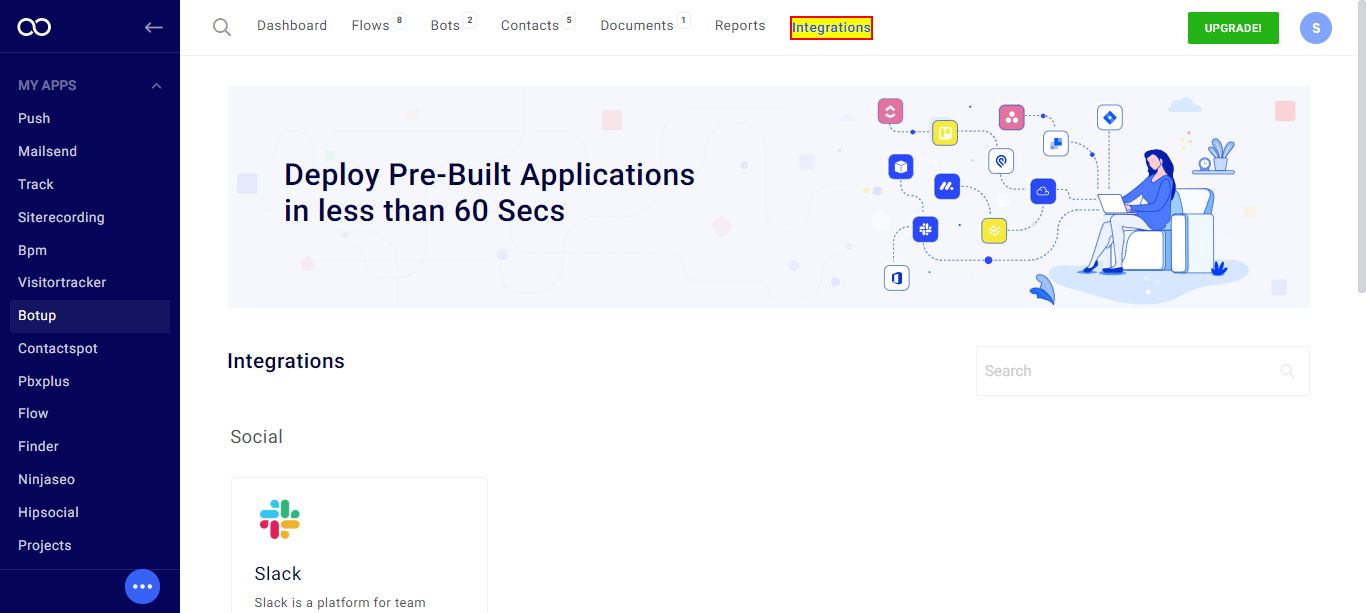 Dashboard Flows 8 Bots 2 Contacts 5 Documents 1 Reports Integrations UPGRADE! S
MY APPS
Push
Mailsend
Track
Siterecording
Bpm
Visitortracker
Botup
Contactspot
Pbxplus
Flow
Finder
Ninjaseo
Hipsocial
Projects
Deploy Pre-Built Applications
in less than 60 Secs
Integrations
Search
Social
Slack
Slack is a platform for team